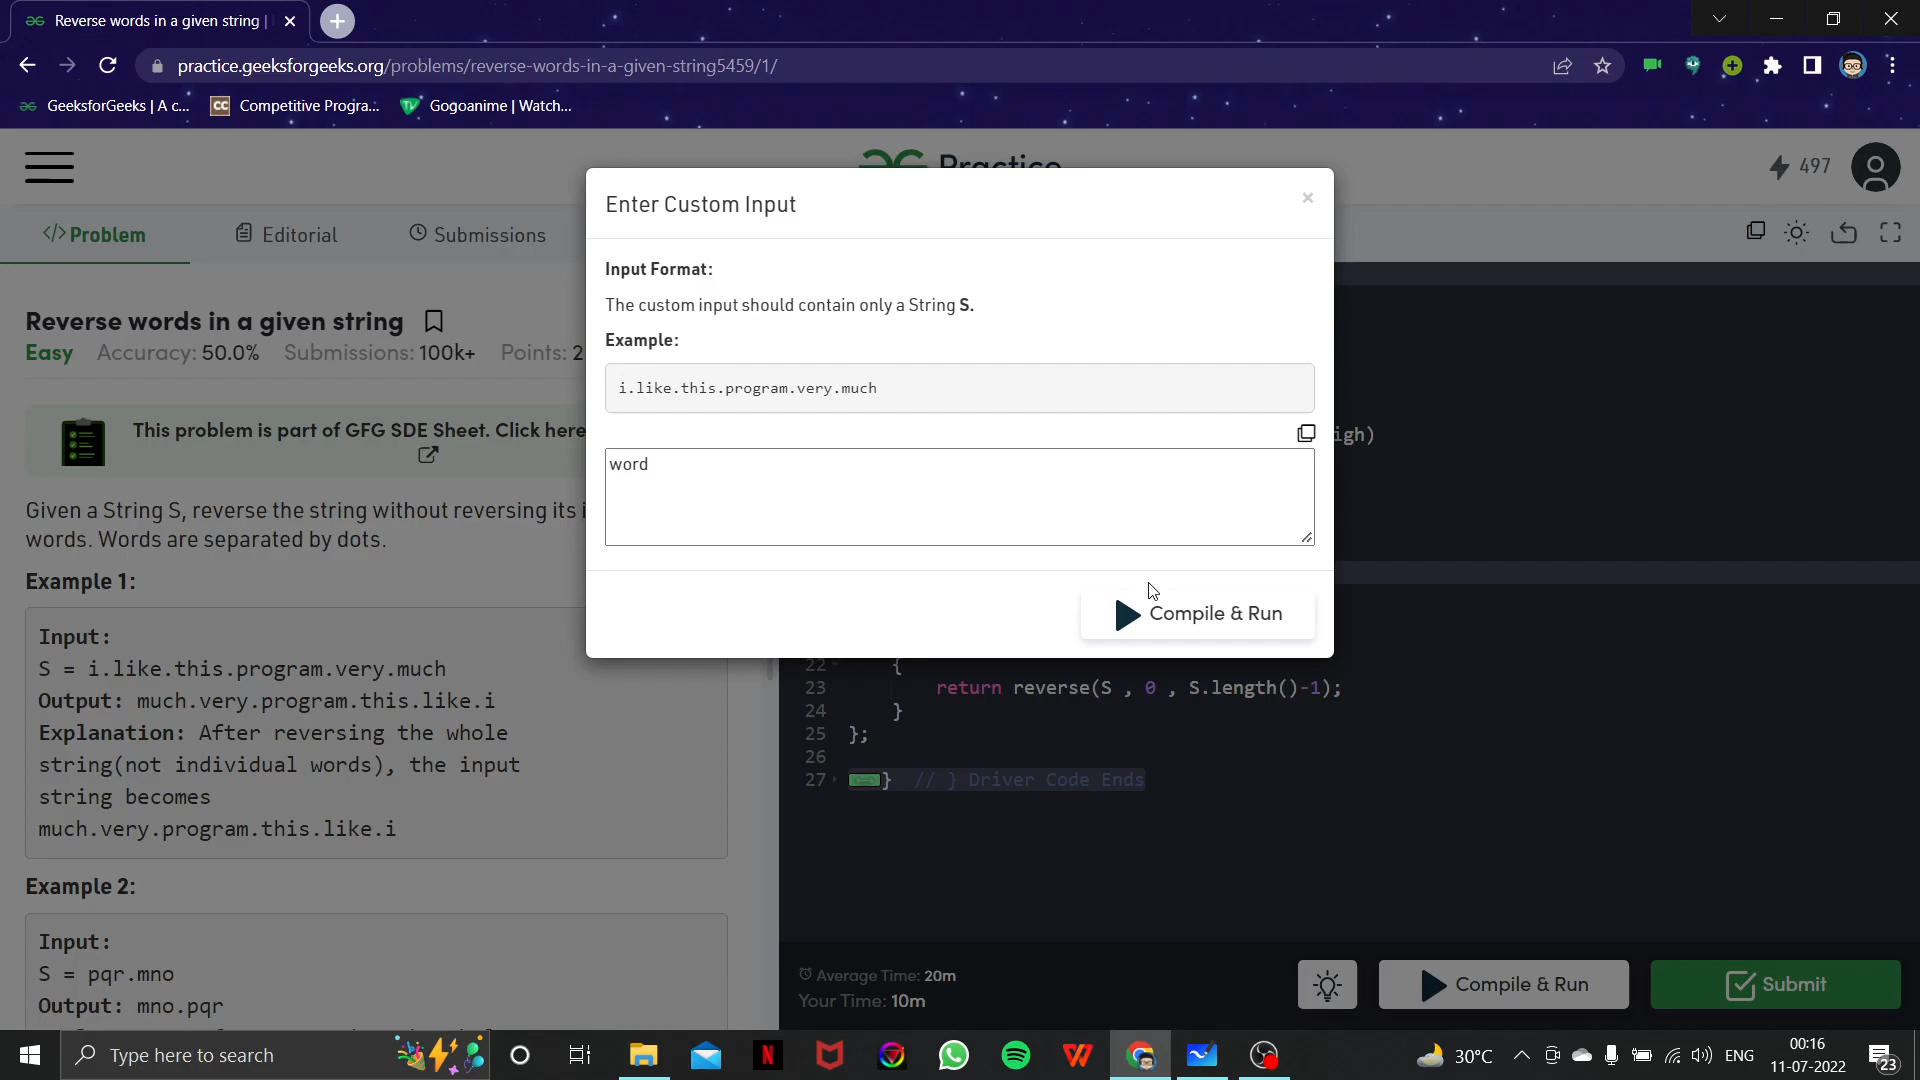 Reverse words in a given string |
practice.geeksforgeeks.org/problems/reverse-words-in-a-given-string5459/1/
GeeksforGeeks | A c...
CC
Competitive Progra...
TV
Gogoanime | Watch...
Practice
497
</> Problem
Editorial
Submissions
Enter Custom Input
×
Input Format:
The custom input should contain only a String S.
Example:
i.like.this.program.very.much
word
Compile & Run
Reverse words in a given string
Easy Accuracy: 50.0% Submissions: 100k+ Points: 2
This problem is part of GFG SDE Sheet. Click here
Given a String S, reverse the string without reversing its i
words. Words are separated by dots.
Example 1:
Input:
S = i.like.this.program.very.much
Output: much.very.program.this.like.i
Explanation: After reversing the whole
string(not individual words), the input
string becomes
much.very.program.this.like.i
Example 2:
Input:
S = pqr.mno
Output: mno.pqr
igh)
22 {
23 return reverse(S , 0 , S.length()-1);
24 }
25 };
26
27 } // } Driver Code Ends
Average Time: 20m
Your Time: 10m
Compile & Run
Submit
Type here to search
30°C
ENG
00:16
11-07-2022
23